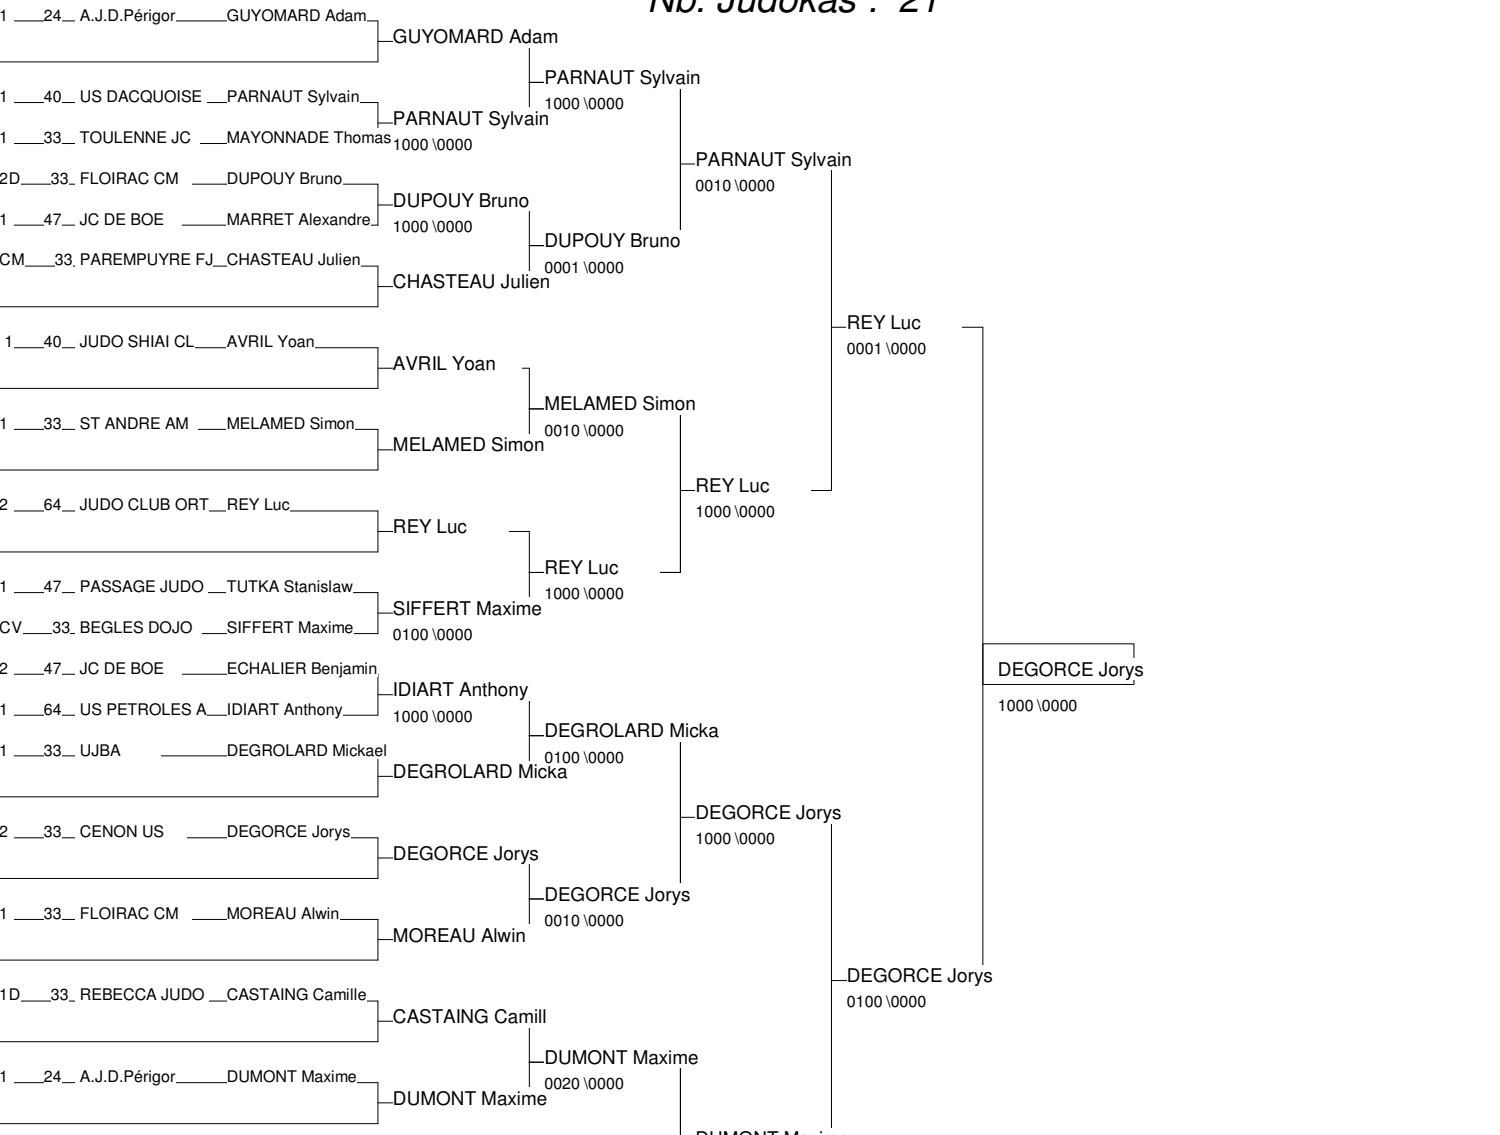 Nb. Judokas : 21
1 24 A.J.D.Périgor GUYOMARD Adam
GUYOMARD Adam
PARNAUT Sylvain
1000 \0000
1 40 US DACQUOISE PARNAUT Sylvain
PARNAUT Sylvain
1000 \0000
1 33 TOULENNE JC MAYONNADE Thomas
PARNAUT Sylvain
0010 \0000
2D 33 FLOIRAC CM DUPOUY Bruno
DUPOUY Bruno
1000 \0000
1 47 JC DE BOE MARRET Alexandre
DUPOUY Bruno
0001 \0000
CM 33 PAREMPUYRE FJ CHASTEAU Julien
CHASTEAU Julien
REY Luc
0001 \0000
1 40 JUDO SHIAI CL AVRIL Yoan
AVRIL Yoan
MELAMED Simon
0010 \0000
1 33 ST ANDRE AM MELAMED Simon
MELAMED Simon
REY Luc
1000 \0000
2 64 JUDO CLUB ORT REY Luc
REY Luc
REY Luc
1000 \0000
1 47 PASSAGE JUDO TUTKA Stanislaw
SIFFERT Maxime
0100 \0000
CV 33 BEGLES DOJO SIFFERT Maxime
DEGORCE Jorys
1000 \0000
2 47 JC DE BOE ECHALIER Benjamin
IDIART Anthony
1000 \0000
1 64 US PETROLES A IDIART Anthony
DEGROLARD Micka
0100 \0000
1 33 UJBA DEGROLARD Mickael
DEGROLARD Micka
DEGORCE Jorys
1000 \0000
2 33 CENON US DEGORCE Jorys
DEGORCE Jorys
DEGORCE Jorys
0010 \0000
1 33 FLOIRAC CM MOREAU Alwin
MOREAU Alwin
DEGORCE Jorys
0100 \0000
1D 33 REBECCA JUDO CASTAING Camille
CASTAING Camill
DUMONT Maxime
0020 \0000
1 24 A.J.D.Périgor DUMONT Maxime
DUMONT Maxime
DUMONT Maxime